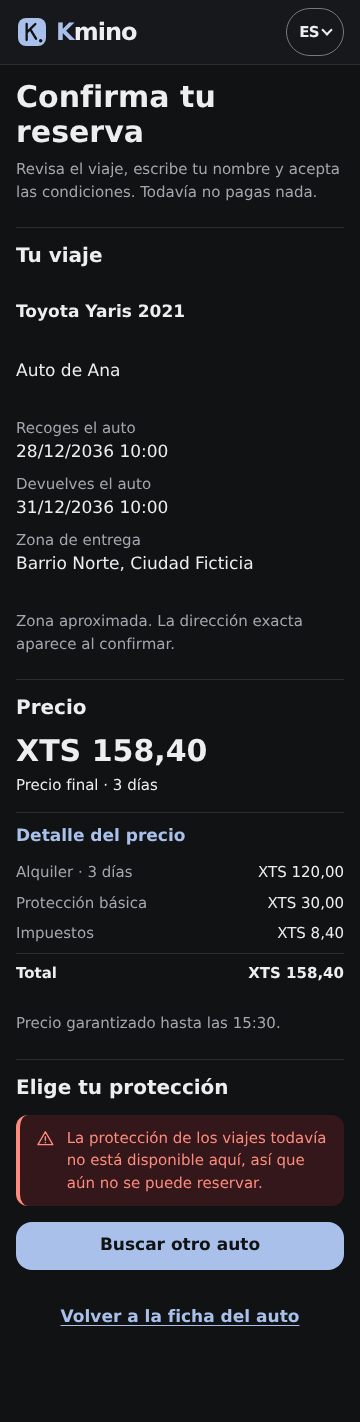 K. Kmino
ES
Confirma tu
reserva
Revisa el viaje, escribe tu nombre y acepta
las condiciones. Todavía no pagas nada.
Tu viaje
Toyota Yaris 2021
Auto de Ana
Recoges el auto
28/12/2036 10:00
Devuelves el auto
31/12/2036 10:00
Zona de entrega
Barrio Norte, Ciudad Ficticia
Zona aproximada. La dirección exacta
aparece al confirmar.
Precio
XTS 158,40
Precio final · 3 días
Detalle del precio
Alquiler · 3 días XTS 120,00
Protección básica XTS 30,00
Impuestos XTS 8,40
Total XTS 158,40
Precio garantizado hasta las 15:30.
Elige tu protección
La protección de los viajes todavía
no está disponible aquí, así que
aún no se puede reservar.
Buscar otro auto
Volver a la ficha del auto